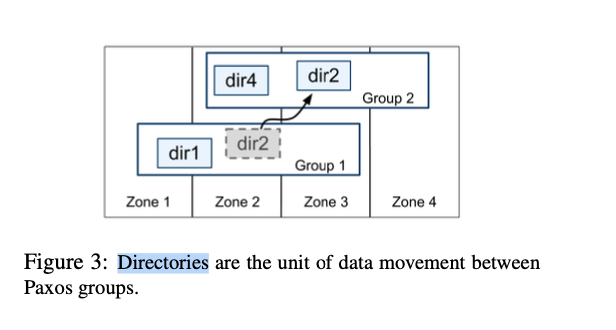 dir4
dir2
Group 2
dir1
dir2
Group 1
Zone 1
Zone 2
Zone 3
Zone 4
Figure 3: Directories are the unit of data movement between
Paxos groups.